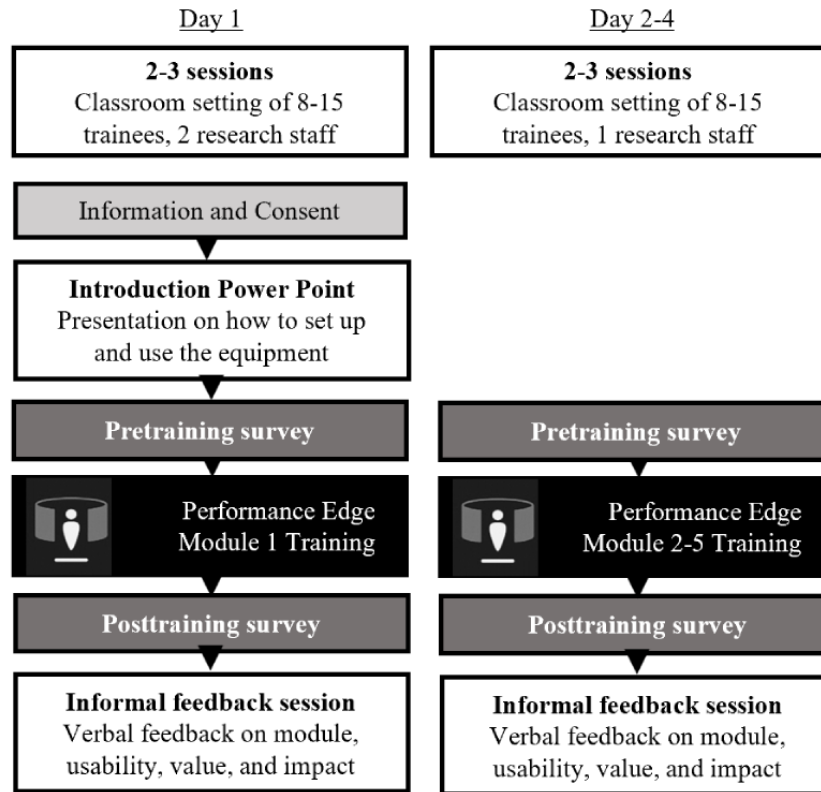 Day 1
2-3 sessions
Classroom setting of 8-15
trainees, 2 research staff
Information and Consent
Introduction Power Point
Presentation on how to set up
and use the equipment
Pretraining survey
Performance Edge
Module 1 Training
Posttraining survey
Informal feedback session
Verbal feedback on module,
usability, value, and impact
Day 2-4
2-3 sessions
Classroom setting of 8-15
trainees, 1 research staff
Pretraining survey
Performance Edge
Module 2-5 Training
Posttraining survey
Informal feedback session
Verbal feedback on module,
usability, value, and impact